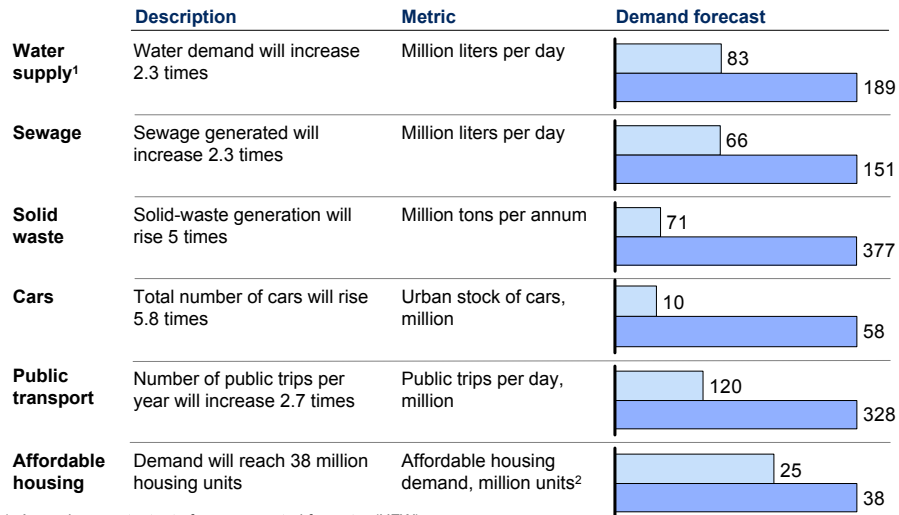 Description Metric Demand forecast
Water Water demand will increase Million liters per day 83
supply¹ 2.3 times 189
Sewage Sewage generated will Million liters per day 66
increase 2.3 times 151
Solid Solid-waste generation will Million tons per annum 71
waste rise 5 times 377
Cars Total number of cars will rise Urban stock of cars, 10
5.8 times million 58
Public Number of public trips per Public trips per day, 120
transport year will increase 2.7 times million 328
Affordable Demand will reach 38 million Affordable housing 25
housing housing units demand, million units² 38